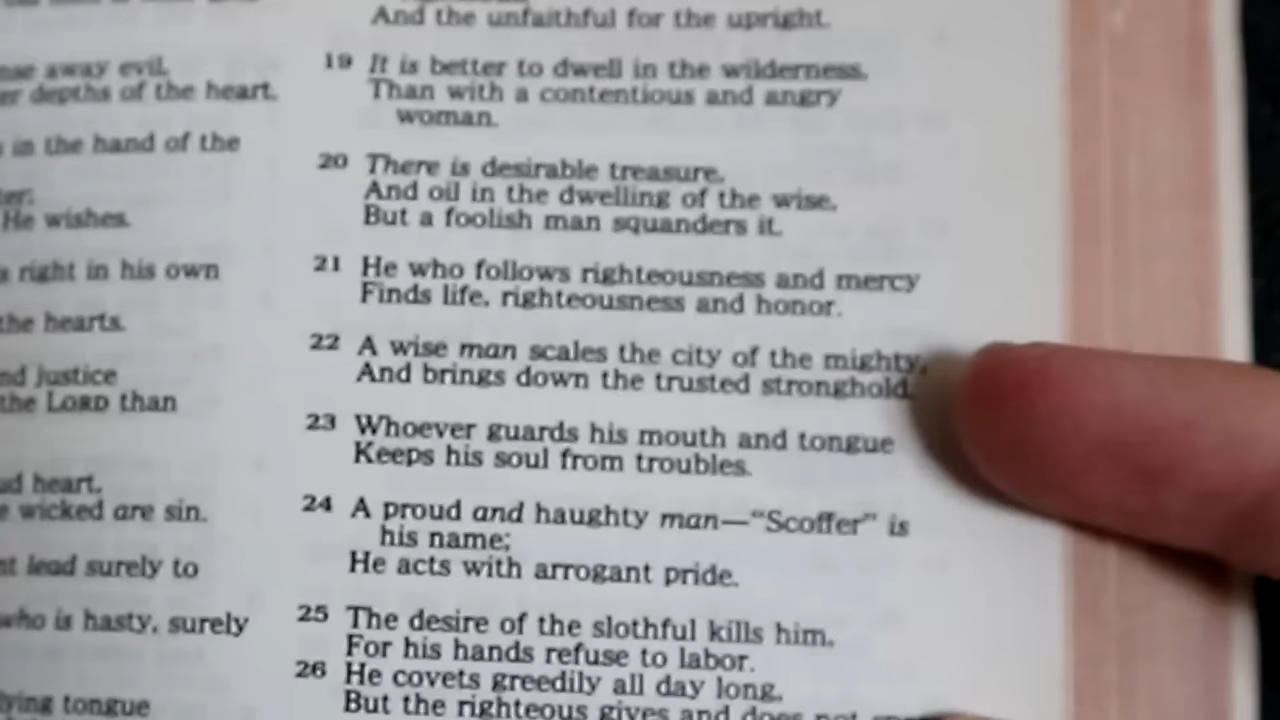 nse away evil.
er depths of the heart.
in the hand of the
ter;
He wishes.
right in his own
the hearts.
nd justice
the LORD than
ud heart,
wicked are sin.
nt lead surely to
who is hasty, surely
lying tongue
And the unfaithful for the upright.
19 It is better to dwell in the wilderness,
Than with a contentious and angry
woman.
20 There is desirable treasure,
And oil in the dwelling of the wise,
But a foolish man squanders it.
21 He who follows righteousness and mercy
Finds life, righteousness and honor.
22 A wise man scales the city of the mighty,
And brings down the trusted stronghold.
23 Whoever guards his mouth and tongue
Keeps his soul from troubles.
24 A proud and haughty man—“Scoffer” is
his name;
He acts with arrogant pride.
25 The desire of the slothful kills him,
For his hands refuse to labor.
26 He covets greedily all day long,
But the righteous gives and does not